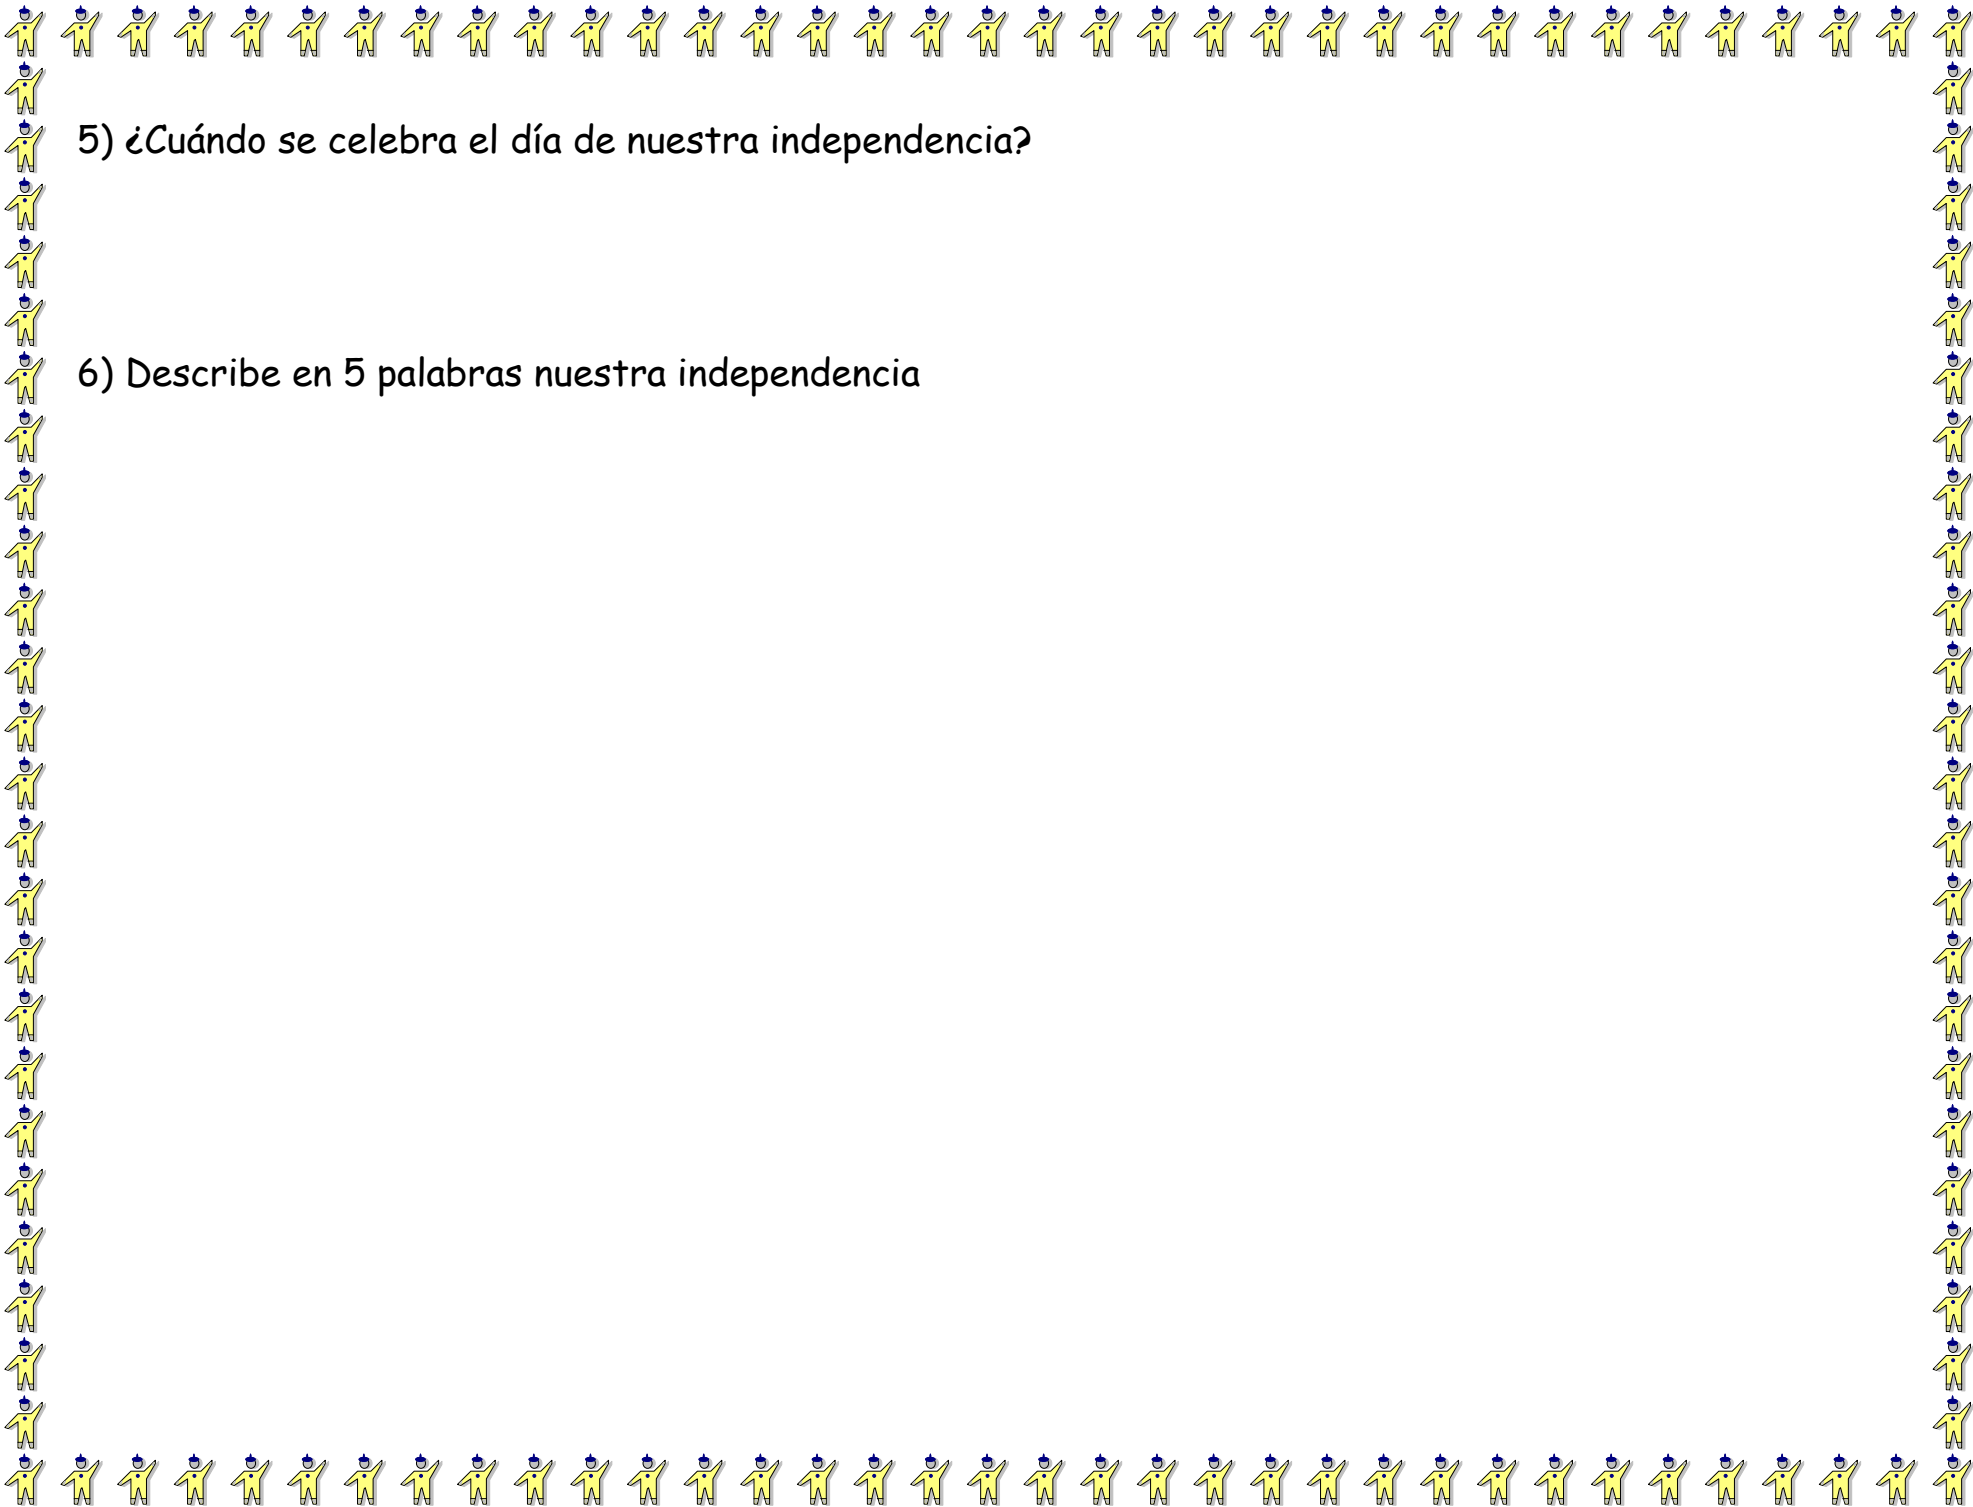 5) ¿Cuándo se celebra el día de nuestra independencia?
6) Describe en 5 palabras nuestra independencia